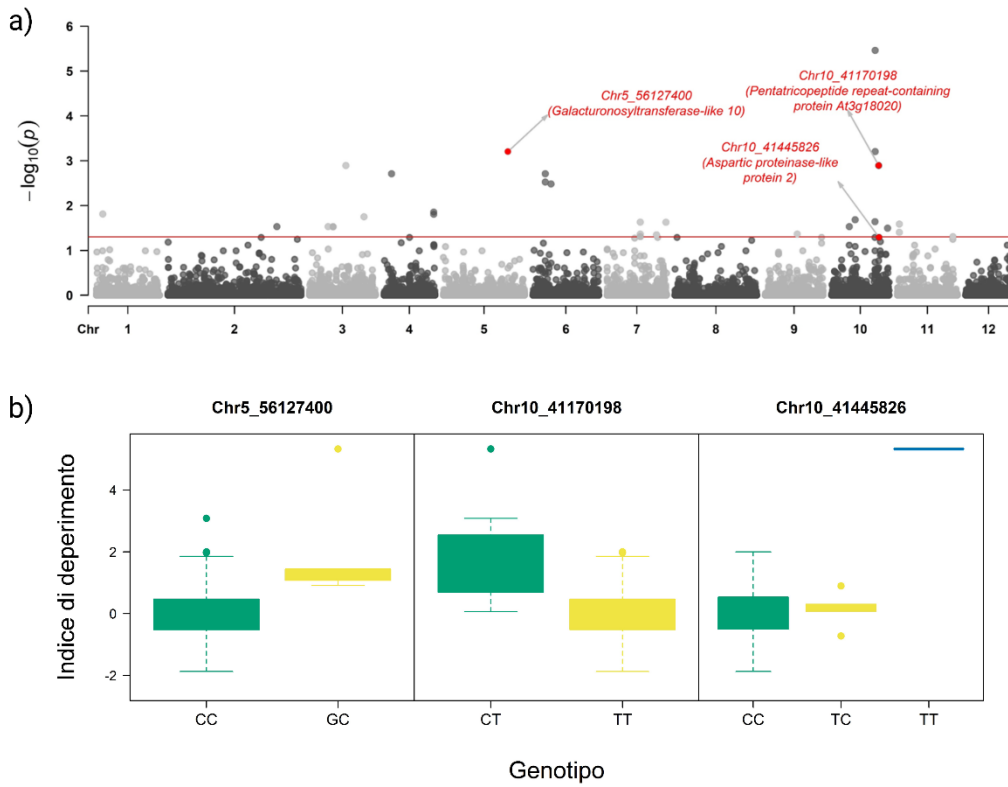 a)
6
5
4
3
2
1
0
−log10(p)
Chr5_56127400
(Galacturonosyltransferase-like 10)
Chr10_41170198
(Pentatricopeptide repeat-containing
protein At3g18020)
Chr10_41445826
(Aspartic proteinase-like
protein 2)
Chr 1 2 3 4 5 6 7 8 9 10 11 12
b)
Chr5_56127400 Chr10_41170198 Chr10_41445826
Indice di deperimento
4
2
0
-2
CC GC CT TT CC TC TT
Genotipo